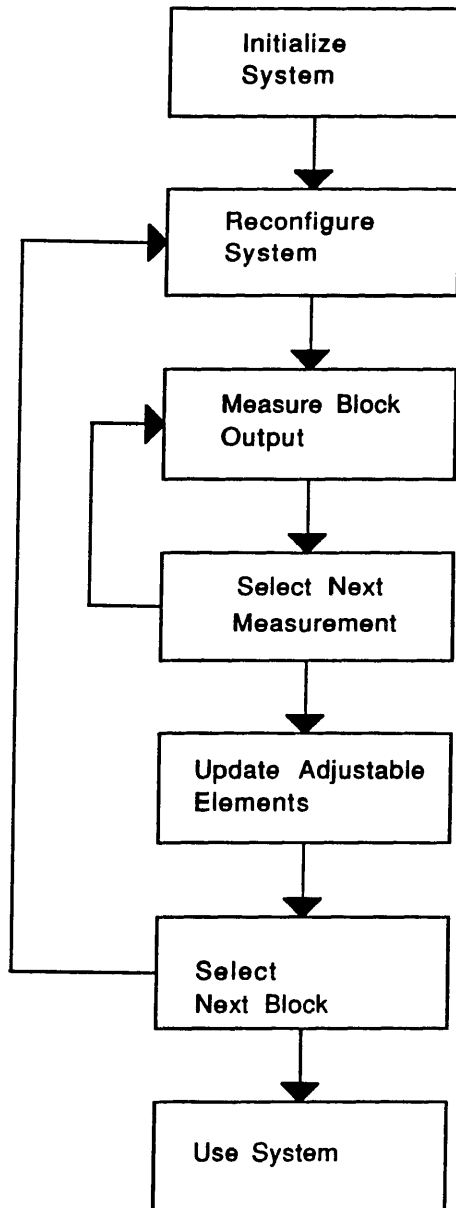 Initialize
System
Reconfigure
System
Measure Block
Output
Select Next
Measurement
Update Adjustable
Elements
Select
Next Block
Use System